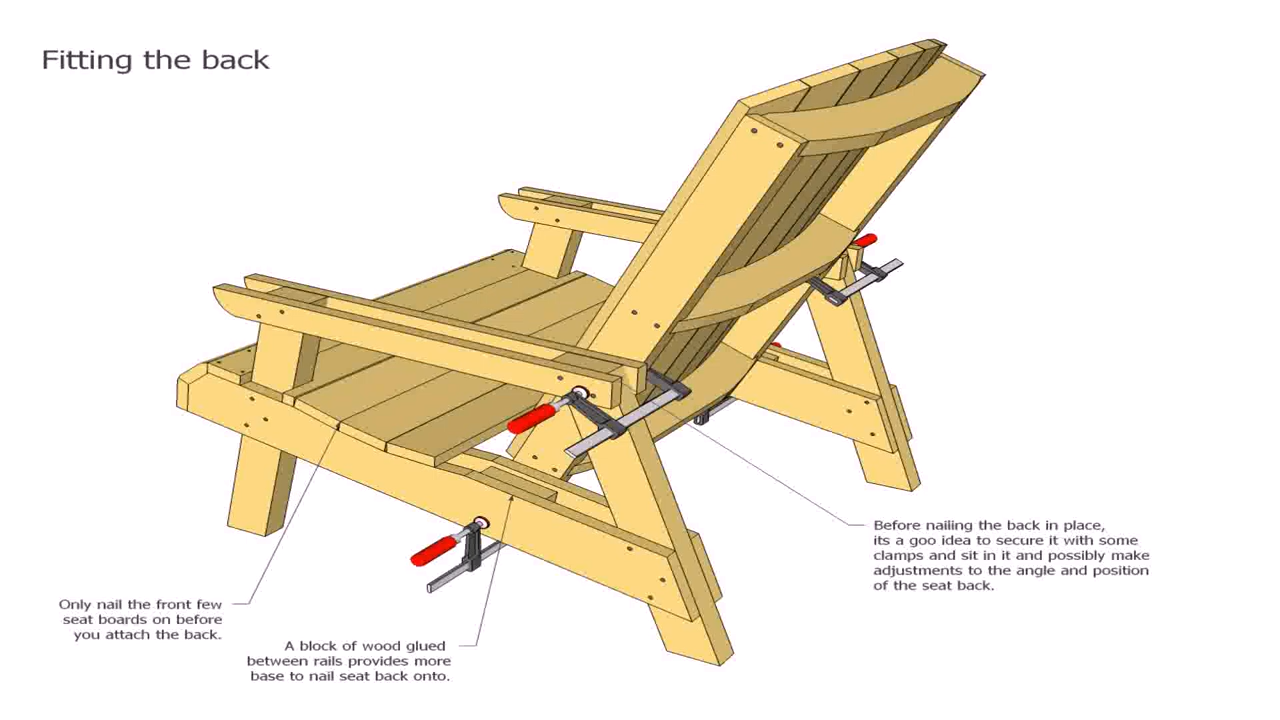 Fitting the back
Before nailing the back in place,
its a goo idea to secure it with some
clamps and sit in it and possibly make
adjustments to the angle and position
of the seat back.
Only nail the front few
seat boards on before
you attach the back.
A block of wood glued
between rails provides more
base to nail seat back onto.